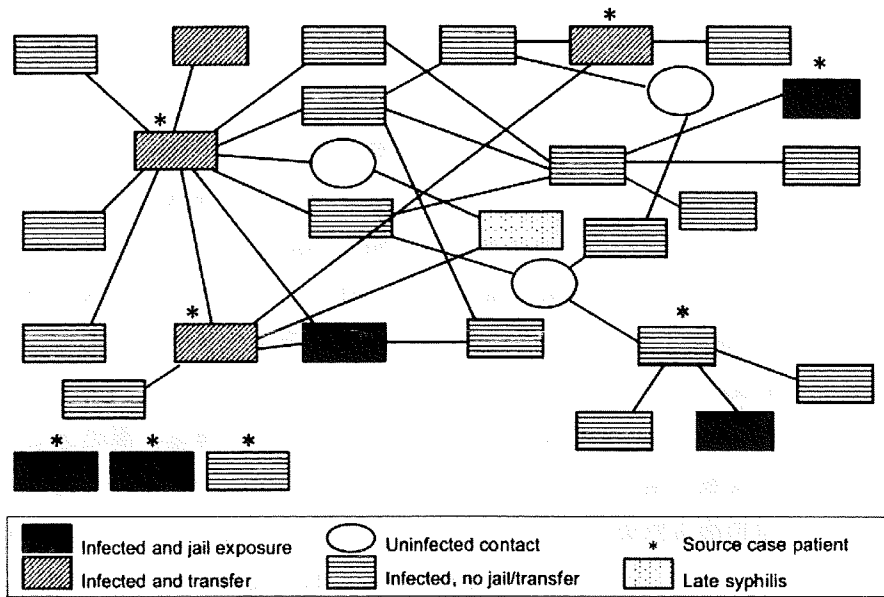 *
*
*
*
*
* * *
Infected and jail exposure Uninfected contact * Source case patient
Infected and transfer Infected, no jail/transfer Late syphilis